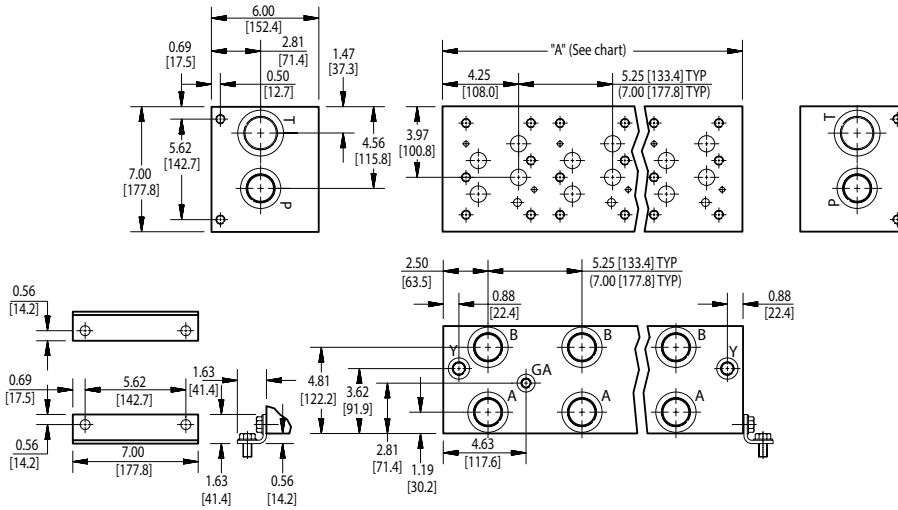 6.00
[152.4]
2.81
[71.4]
0.69
[17.5]
0.50
[12.7]
1.47
[37.3]
4.56
[115.8]
5.62
[142.7]
7.00
[177.8]
T
P
"A" (See chart)
4.25
[108.0]
5.25 [133.4] TYP
(7.00 [177.8] TYP)
3.97
[100.8]
T
P
0.56
[14.2]
0.69
[17.5]
5.62
[142.7]
0.56
[14.2]
7.00
[177.8]
1.63
[41.4]
1.63
[41.4]
0.56
[14.2]
2.50
[63.5]
5.25 [133.4] TYP
(7.00 [177.8] TYP)
0.88
[22.4]
0.88
[22.4]
B
B
B
Y
Y
GA
A
A
A
4.81
[122.2]
3.62
[91.9]
2.81
[71.4]
1.19
[30.2]
4.63
[117.6]